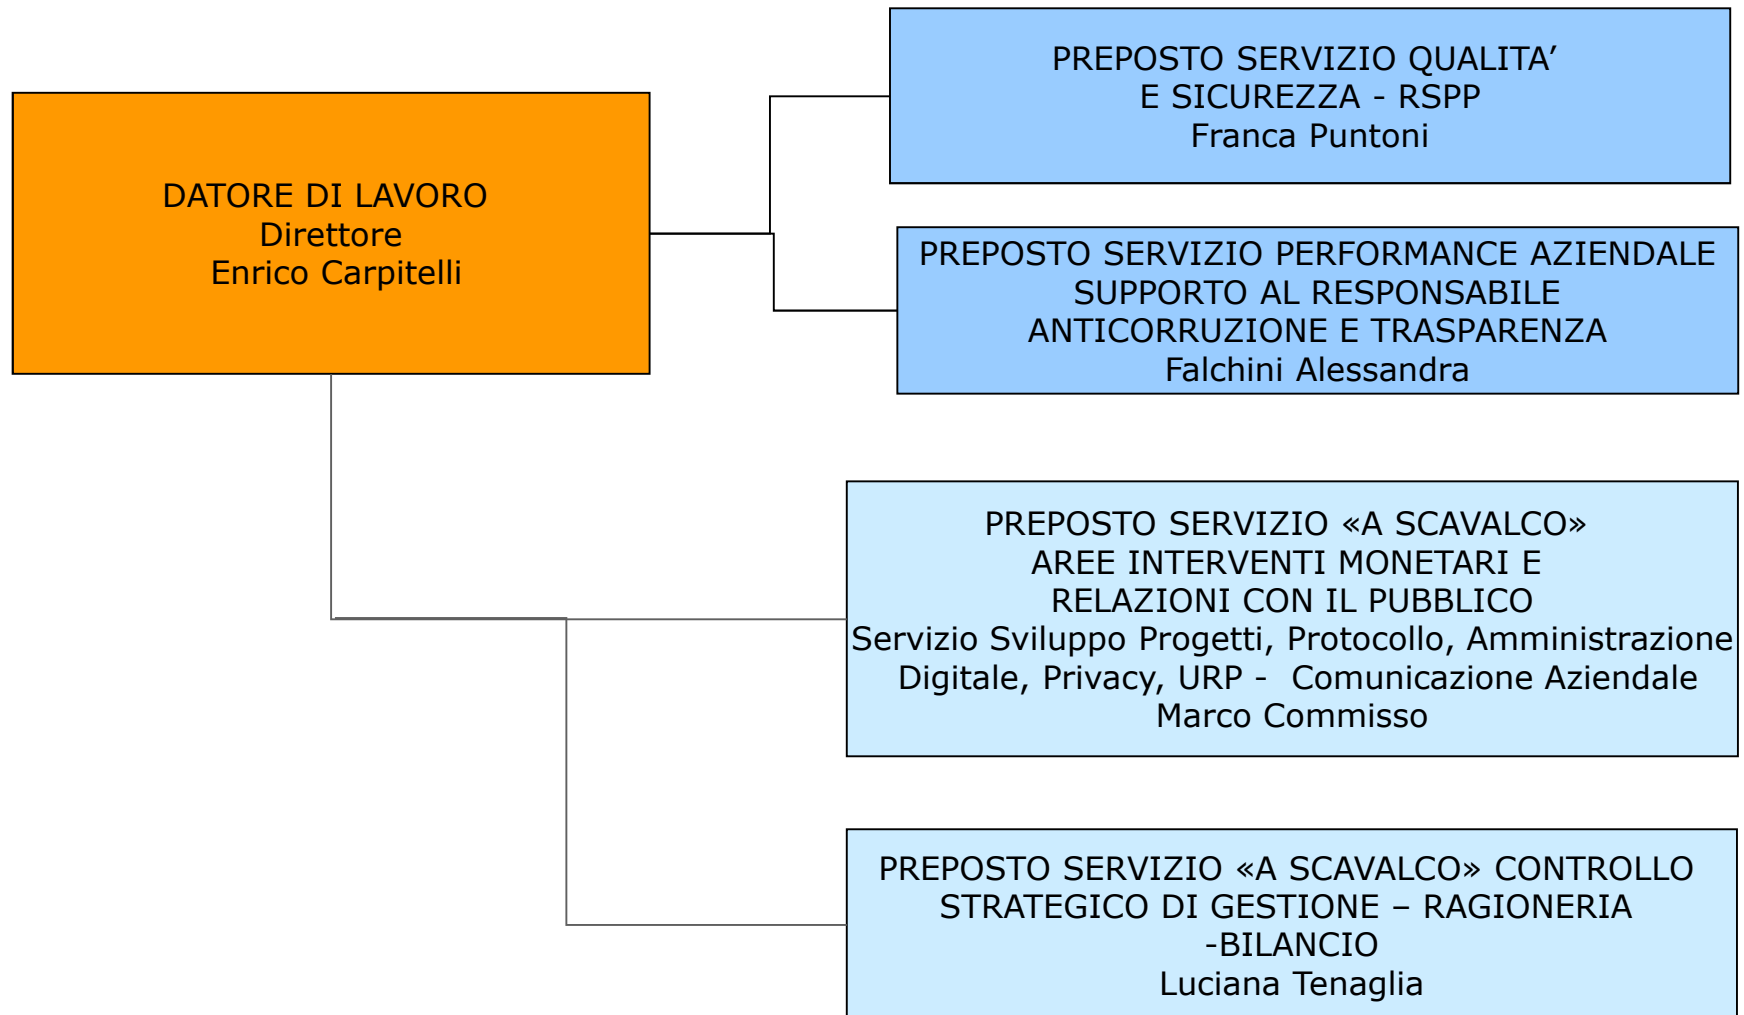 DATORE DI LAVORO
Direttore
Enrico Carpitelli
PREPOSTO SERVIZIO QUALITA’
E SICUREZZA - RSPP
Franca Puntoni
PREPOSTO SERVIZIO PERFORMANCE AZIENDALE
SUPPORTO AL RESPONSABILE
ANTICORRUZIONE E TRASPARENZA
Falchini Alessandra
PREPOSTO SERVIZIO «A SCAVALCO»
AREE INTERVENTI MONETARI E
RELAZIONI CON IL PUBBLICO
Servizio Sviluppo Progetti, Protocollo, Amministrazione
Digitale, Privacy, URP - Comunicazione Aziendale
Marco Commisso
PREPOSTO SERVIZIO «A SCAVALCO» CONTROLLO
STRATEGICO DI GESTIONE – RAGIONERIA
-BILANCIO
Luciana Tenaglia